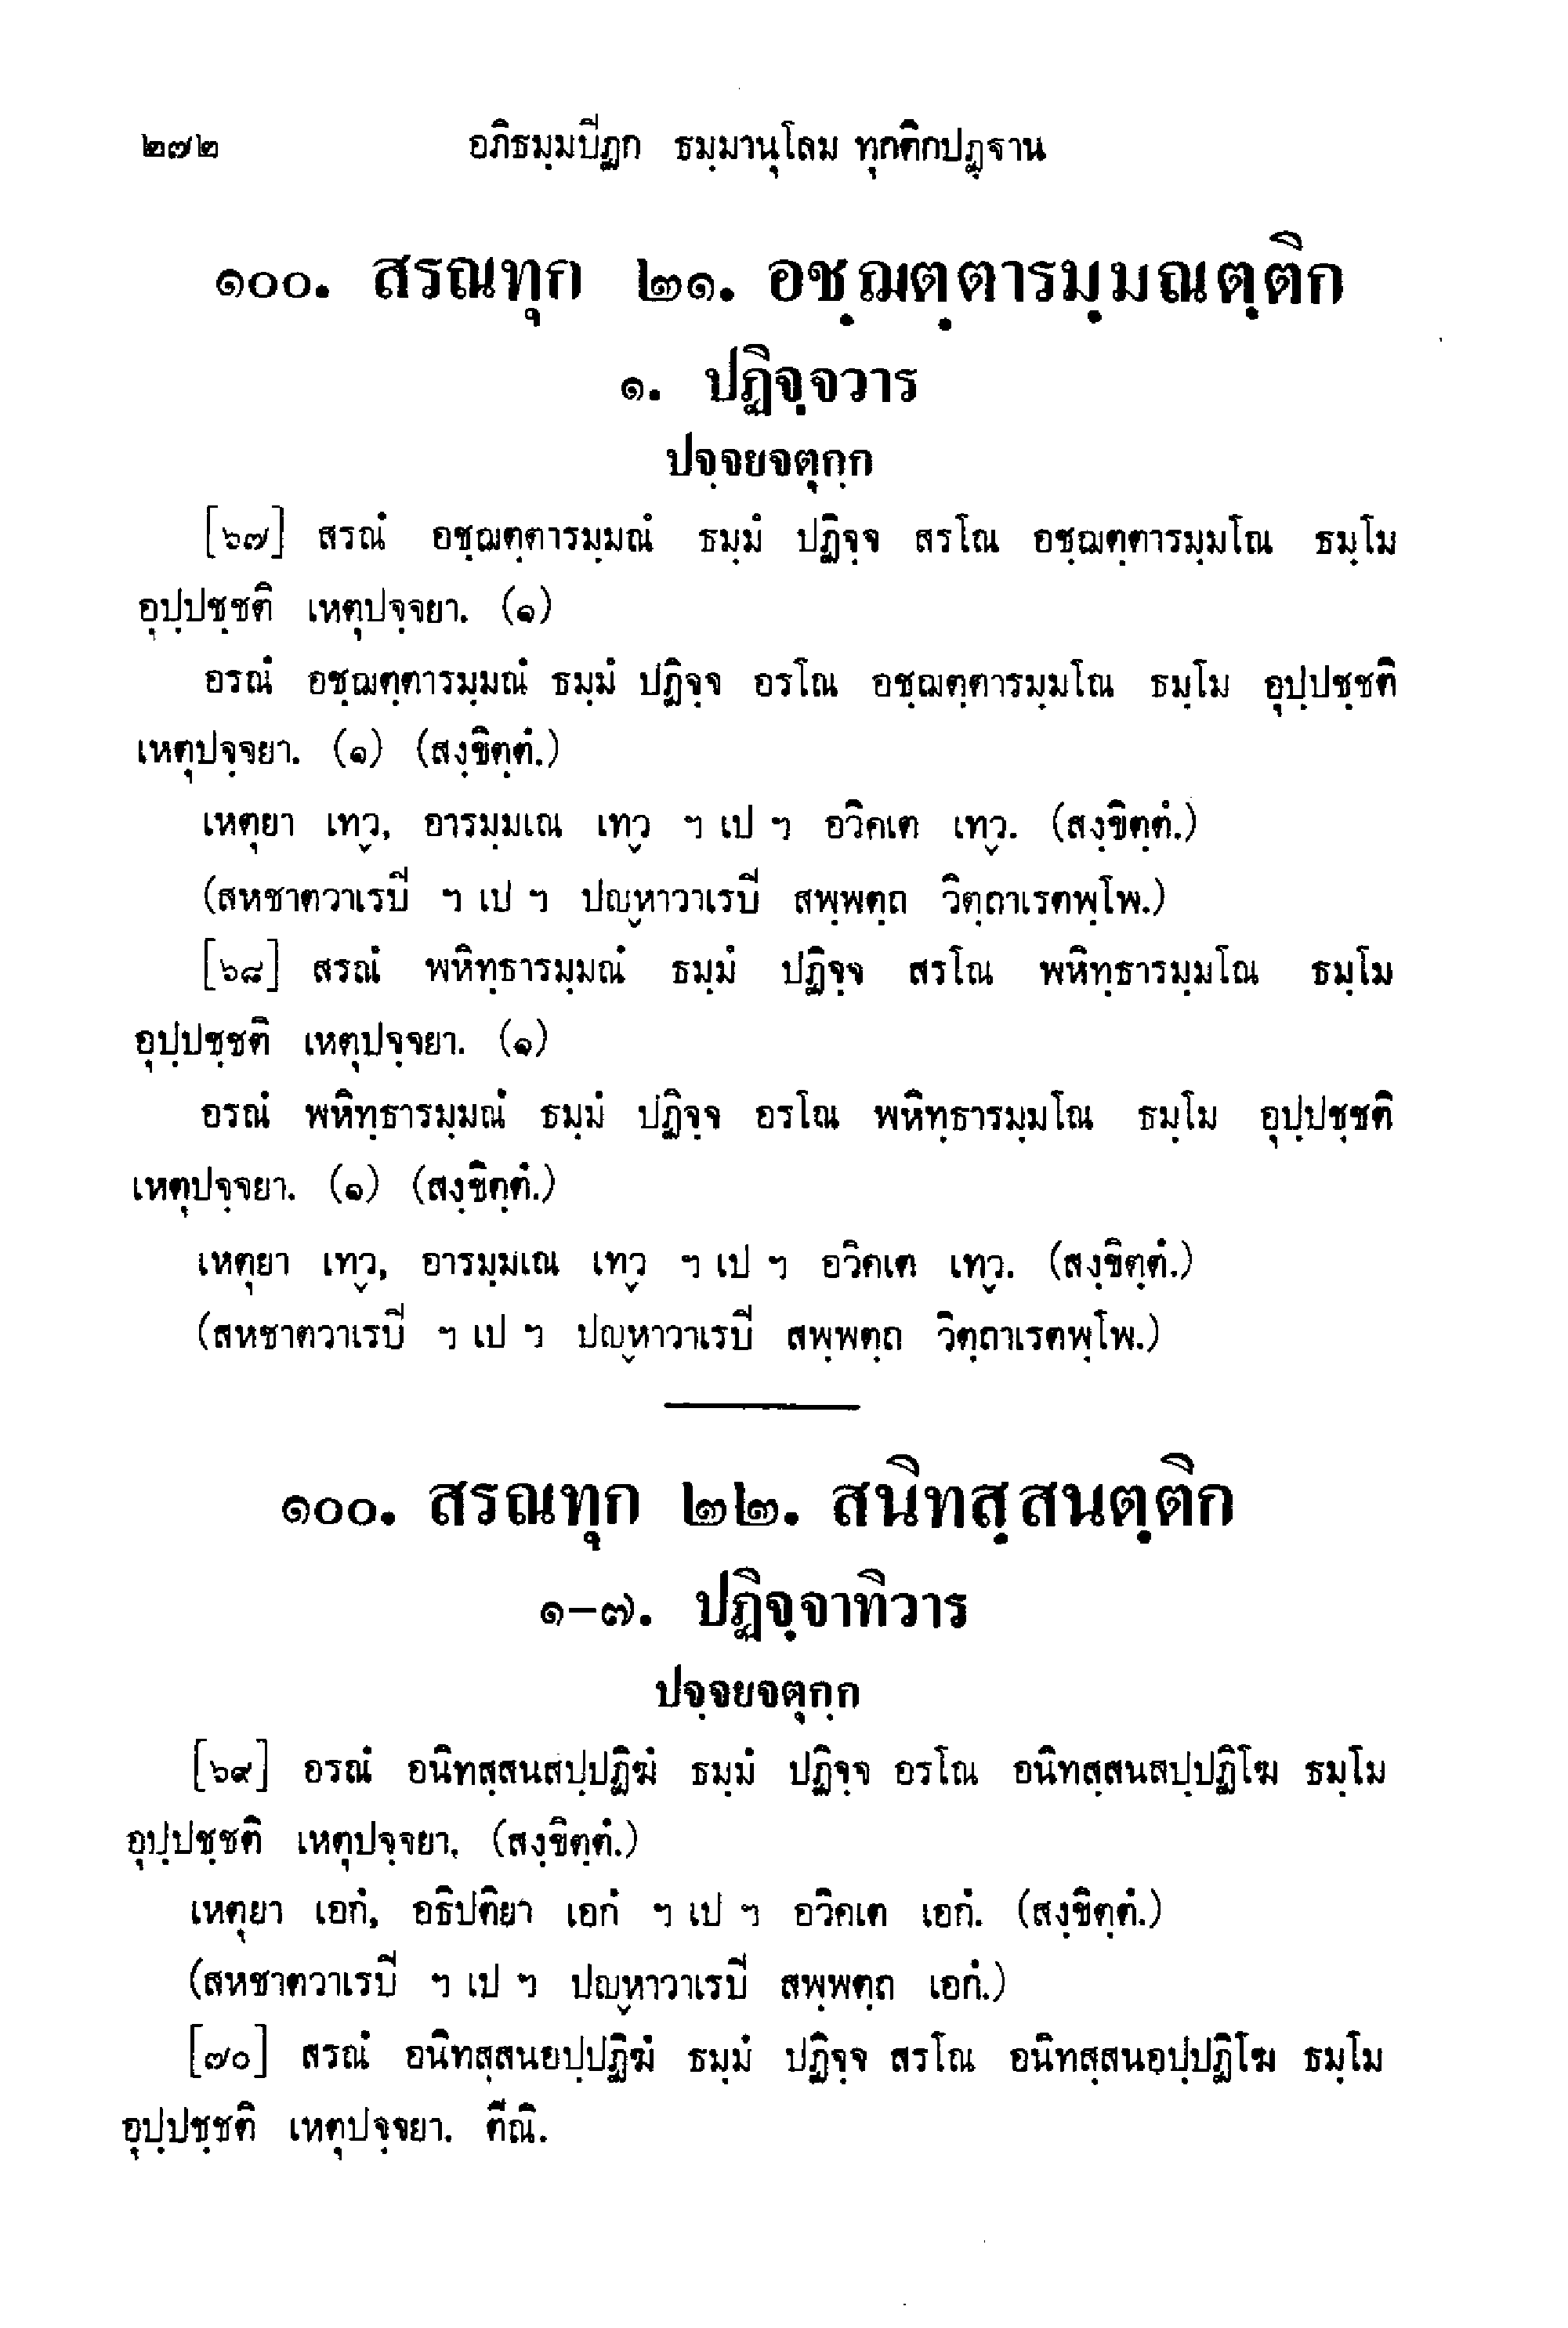 ๒๗๒ อภิธมฺมปิฏก ธมฺมานุโลม ทุกติกปฏฺฐาน
๑๐๐. สรณทุก ๒๑. อชฺฌตฺตารมฺมณตฺติก
๑. ปฏิจฺจวาร
ปจฺจยจตุกฺก
[๖๗] สรณํ อชฺฌตฺตารมฺมณํ ธมฺมํ ปฏิจฺจ สรโณ อชฺฌตฺตารมฺมโณ ธมฺโม
อุปฺปชฺชติ เหตุปจฺจยา. (๑)
อรณํ อชฺฌตฺตารมฺมณํ ธมฺมํ ปฏิจฺจ อรโณ อชฺฌตฺตารมฺมโณ ธมฺโม อุปฺปชฺชติ
เหตุปจฺจยา. (๑) (สงฺขิตฺตํ.)
เหตุยา เทฺว, อารมฺมเณ เทฺว ฯ เป ฯ อวิคเต เทฺว. (สงฺขิตฺตํ.)
(สหชาตวาเรปิ ฯ เป ฯ ปญฺหาวาเรปิ สพฺพตฺถ วิตฺถาเรตพฺโพ.)
[๖๘] สรณํ พหิทฺธารมฺมณํ ธมฺมํ ปฏิจฺจ สรโณ พหิทฺธารมฺมโณ ธมฺโม
อุปฺปชฺชติ เหตุปจฺจยา. (๑)
อรณํ พหิทฺธารมฺมณํ ธมฺมํ ปฏิจฺจ อรโณ พหิทฺธารมฺมโณ ธมฺโม อุปฺปชฺชติ
เหตุปจฺจยา. (๑) (สงฺขิตฺตํ.)
เหตุยา เทฺว, อารมฺมเณ เทฺว ฯ เป ฯ อวิคเต เทฺว. (สงฺขิตฺตํ.)
(สหชาตวาเรปิ ฯ เป ฯ ปญฺหาวาเรปิ สพฺพตฺถ วิตฺถาเรตพฺโพ.)
๑๐๐. สรณทุก ๒๒. สนิทสฺสนตฺติก
๑-๗. ปฏิจฺจาทิวาร
ปจฺจยจตุกฺก
[๖๙] อรณํ อนิทสฺสนสปฺปฏิฆํ ธมฺมํ ปฏิจฺจ อรโณ อนิทสฺสนสปฺปฏิโฆ ธมฺโม
อุปฺปชฺชติ เหตุปจฺจยา. (สงฺขิตฺตํ.)
เหตุยา เอกํ, อธิปติยา เอกํ ฯ เป ฯ อวิคเต เอกํ. (สงฺขิตฺตํ.)
(สหชาตวาเรปิ ฯ เป ฯ ปญฺหาวาเรปิ สพฺพตฺถ เอกํ.)
[๗๐] สรณํ อนิทสฺสนอปฺปฏิฆํ ธมฺมํ ปฏิจฺจ สรโณ อนิทสฺสนอปฺปฏิโฆ ธมฺโม
อุปฺปชฺชติ เหตุปจฺจยา. ตีณิ.